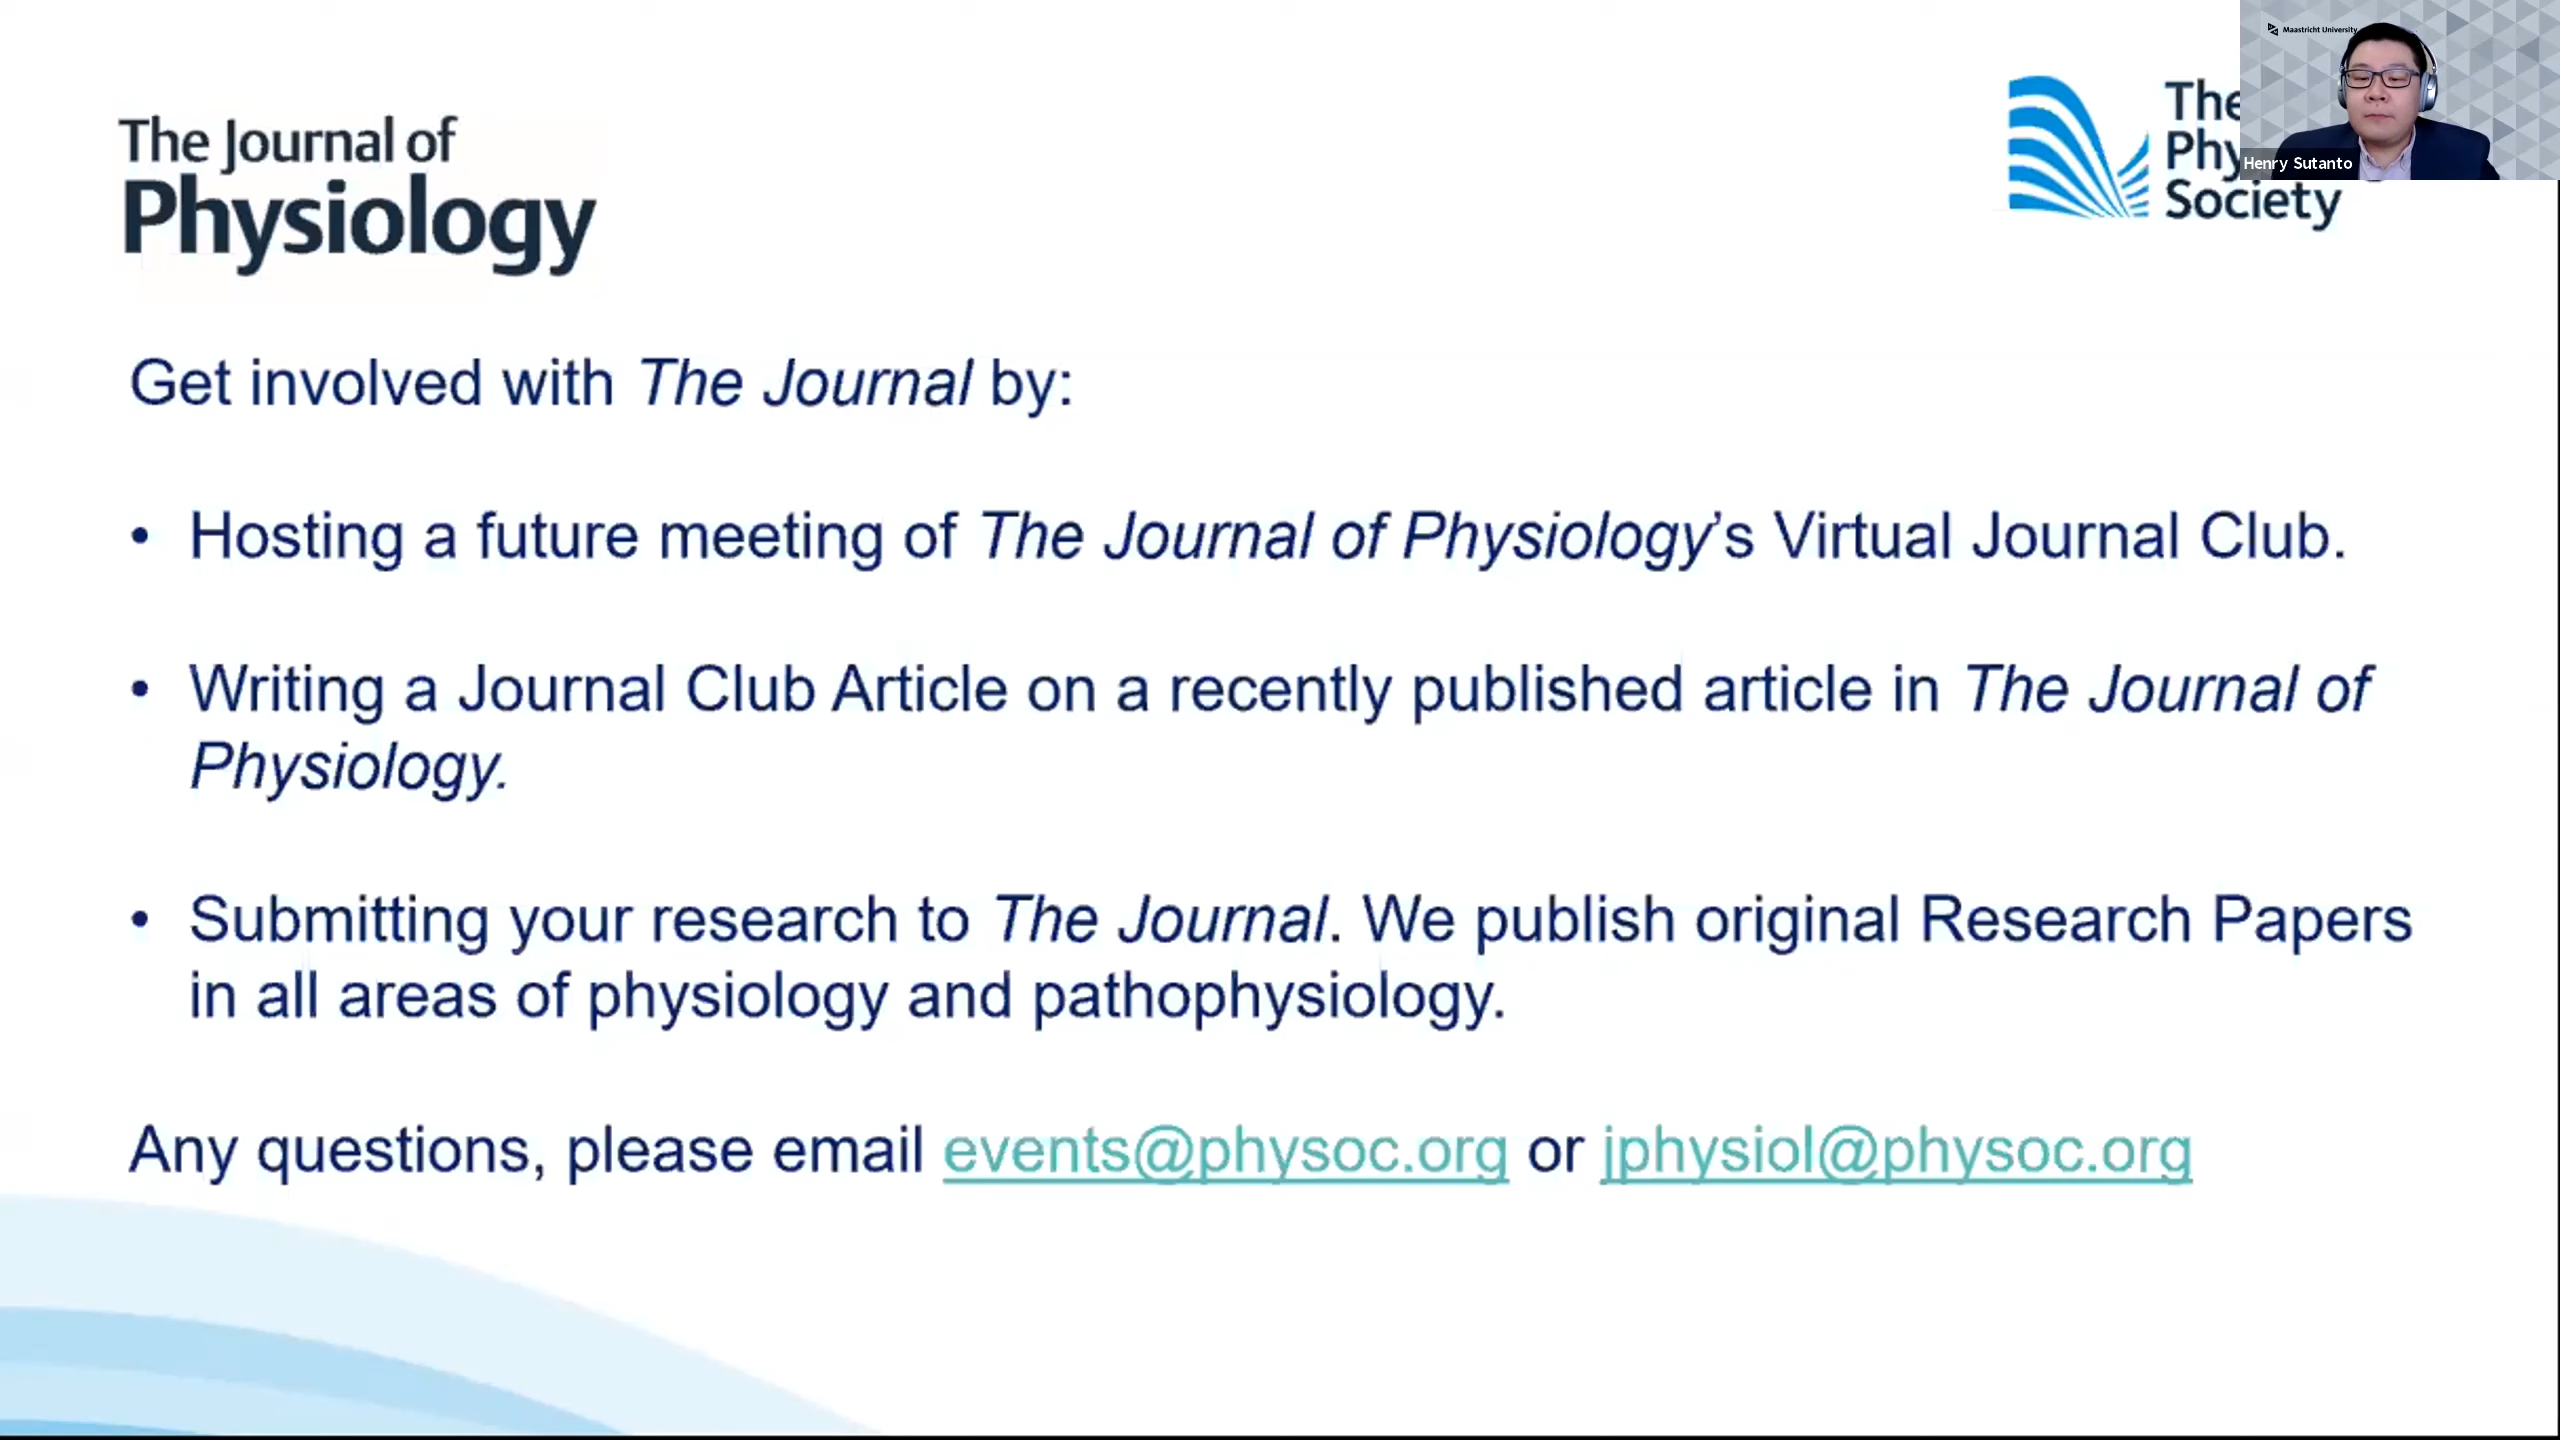 Maastricht University
The Journal of
Physiology
The
Society
Henry Sutanto
Get involved with The Journal by:
• Hosting a future meeting of The Journal of Physiology’s Virtual Journal Club.
• Writing a Journal Club Article on a recently published article in The Journal of
Physiology.
• Submitting your research to The Journal. We publish original Research Papers
in all areas of physiology and pathophysiology.
Any questions, please email events@physoc.org or jphysiol@physoc.org